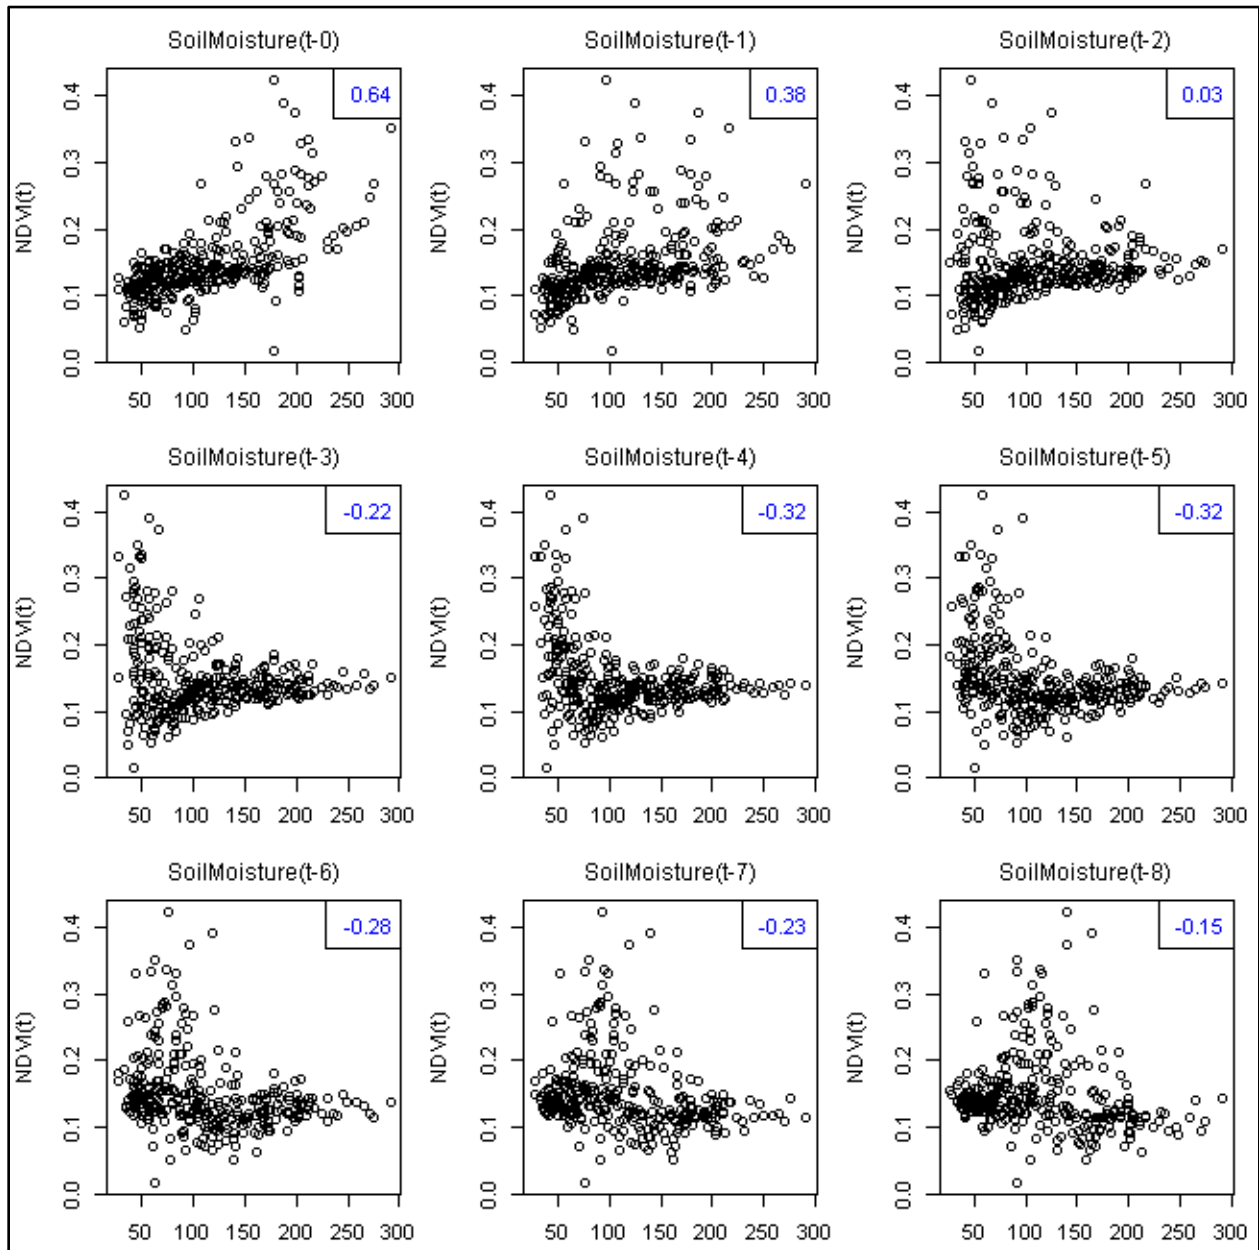 SoilMoisture(t-0) SoilMoisture(t-1) SoilMoisture(t-2)
0.64 0.38 0.03
NDVI(t) NDVI(t) NDVI(t)
0.4 0.4 0.4
0.3 0.3 0.3
0.2 0.2 0.2
0.1 0.1 0.1
0.0 0.0 0.0
50 100 150 200 250 300 50 100 150 200 250 300 50 100 150 200 250 300
SoilMoisture(t-3) SoilMoisture(t-4) SoilMoisture(t-5)
-0.22 -0.32 -0.32
NDVI(t) NDVI(t) NDVI(t)
0.4 0.4 0.4
0.3 0.3 0.3
0.2 0.2 0.2
0.1 0.1 0.1
0.0 0.0 0.0
50 100 150 200 250 300 50 100 150 200 250 300 50 100 150 200 250 300
SoilMoisture(t-6) SoilMoisture(t-7) SoilMoisture(t-8)
-0.28 -0.23 -0.15
NDVI(t) NDVI(t) NDVI(t)
0.4 0.4 0.4
0.3 0.3 0.3
0.2 0.2 0.2
0.1 0.1 0.1
0.0 0.0 0.0
50 100 150 200 250 300 50 100 150 200 250 300 50 100 150 200 250 300